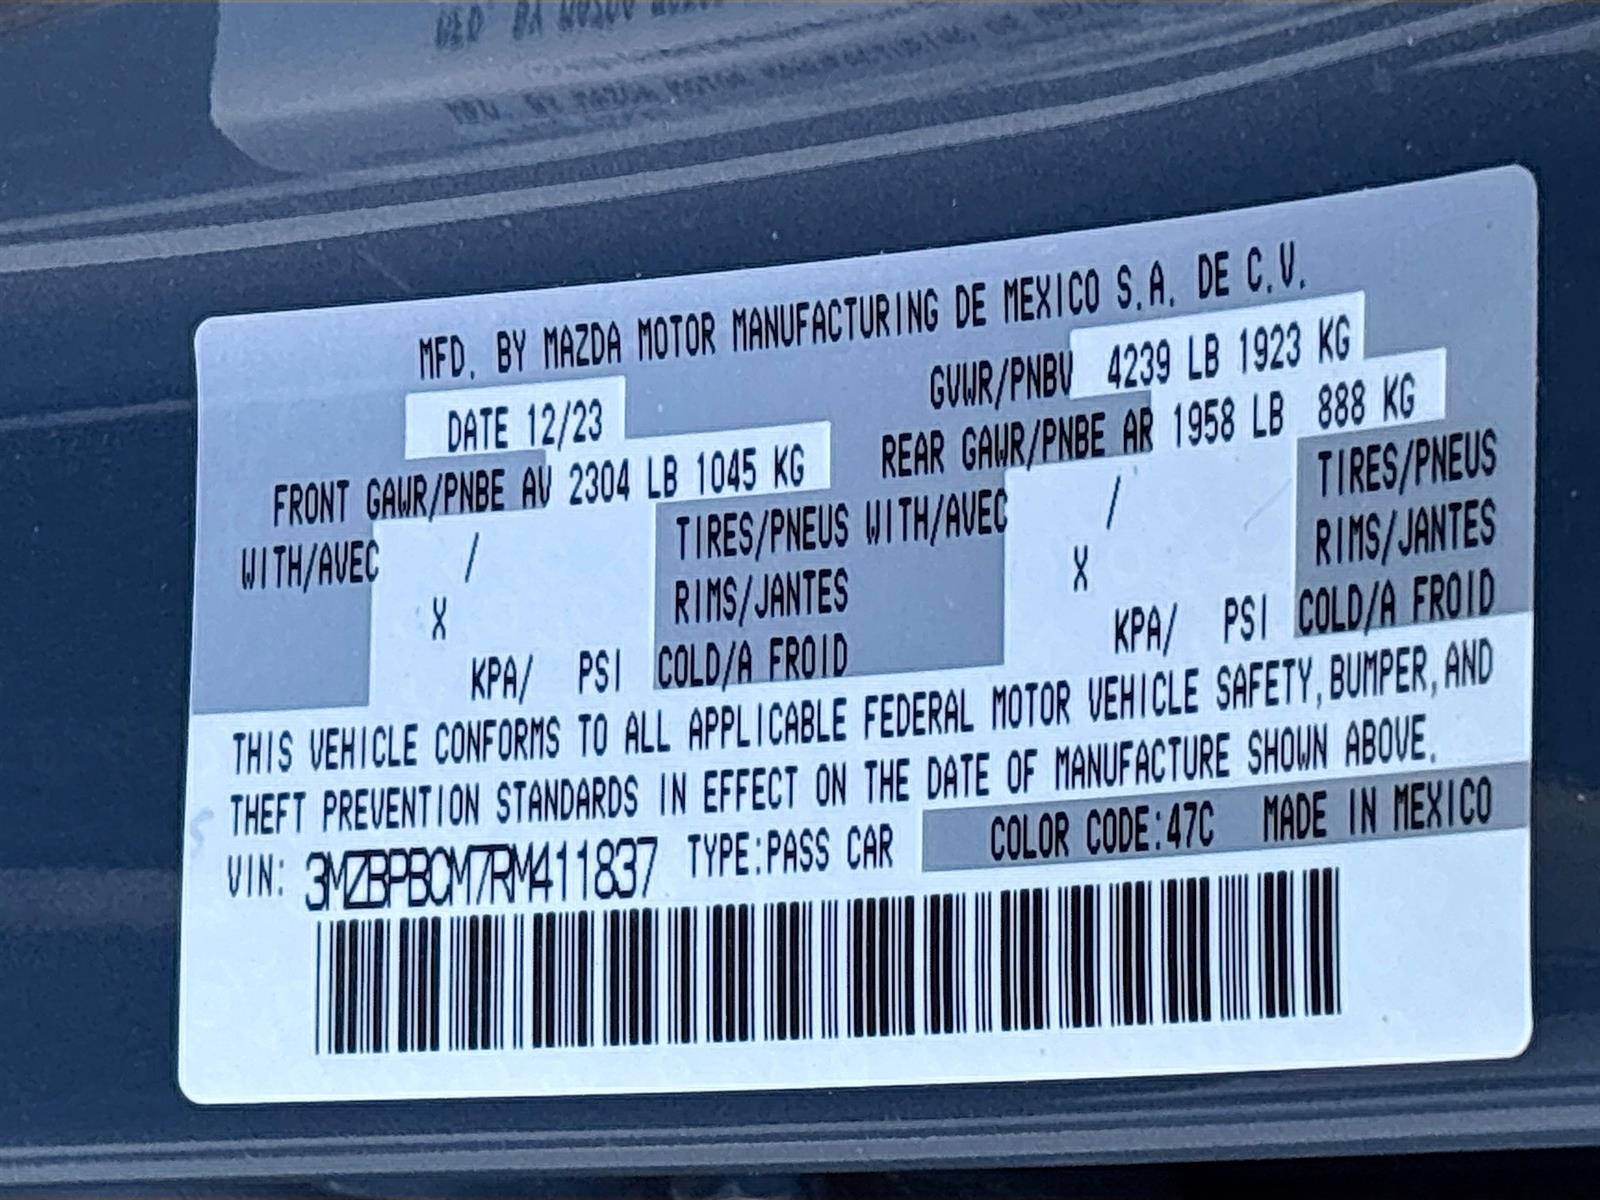 MFD. BY MAZDA MOTOR MANUFACTURING DE MEXICO S.A. DE C.V.
DATE 12/23 GVWR/PNBV 4239 LB 1923 KG
FRONT GAWR/PNBE AV 2304 LB 1045 KG REAR GAWR/PNBE AR 1958 LB 888 KG
WITH/AVEC / TIRES/PNEUS WITH/AVEC / TIRES/PNEUS
X RIMS/JANTES X RIMS/JANTES
KPA/ PSI COLD/A FROID KPA/ PSI COLD/A FROID
THIS VEHICLE CONFORMS TO ALL APPLICABLE FEDERAL MOTOR VEHICLE SAFETY, BUMPER, AND
THEFT PREVENTION STANDARDS IN EFFECT ON THE DATE OF MANUFACTURE SHOWN ABOVE.
VIN: 3MZBPBCM7RM411837 TYPE:PASS CAR COLOR CODE:47C MADE IN MEXICO